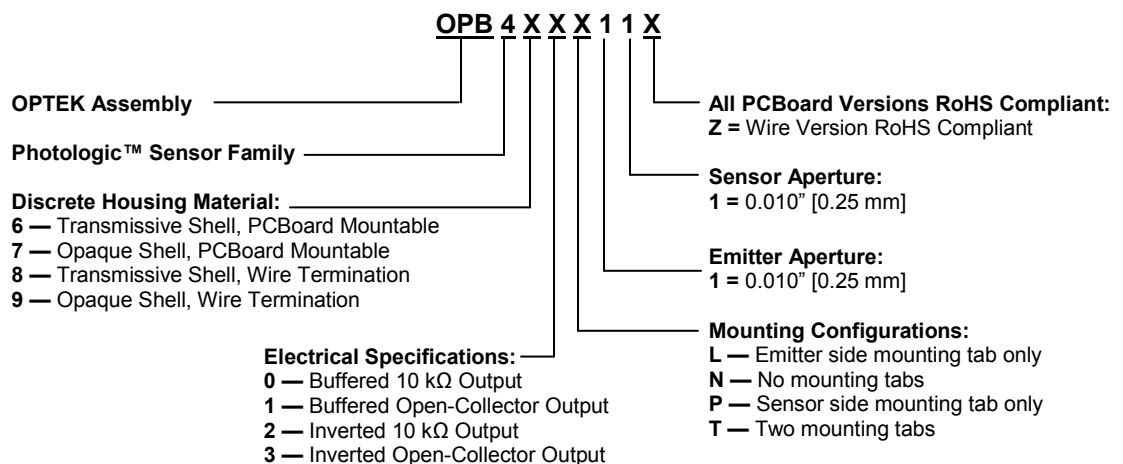 OPB 4 X X X 1 1 X
OPTEK Assembly
Photologic™ Sensor Family
Discrete Housing Material:
6 — Transmissive Shell, PCBoard Mountable
7 — Opaque Shell, PCBoard Mountable
8 — Transmissive Shell, Wire Termination
9 — Opaque Shell, Wire Termination
Electrical Specifications:
0 — Buffered 10 kΩ Output
1 — Buffered Open-Collector Output
2 — Inverted 10 kΩ Output
3 — Inverted Open-Collector Output
All PCBoard Versions RoHS Compliant:
Z = Wire Version RoHS Compliant
Sensor Aperture:
1 = 0.010” [0.25 mm]
Emitter Aperture:
1 = 0.010” [0.25 mm]
Mounting Configurations:
L — Emitter side mounting tab only
N — No mounting tabs
P — Sensor side mounting tab only
T — Two mounting tabs